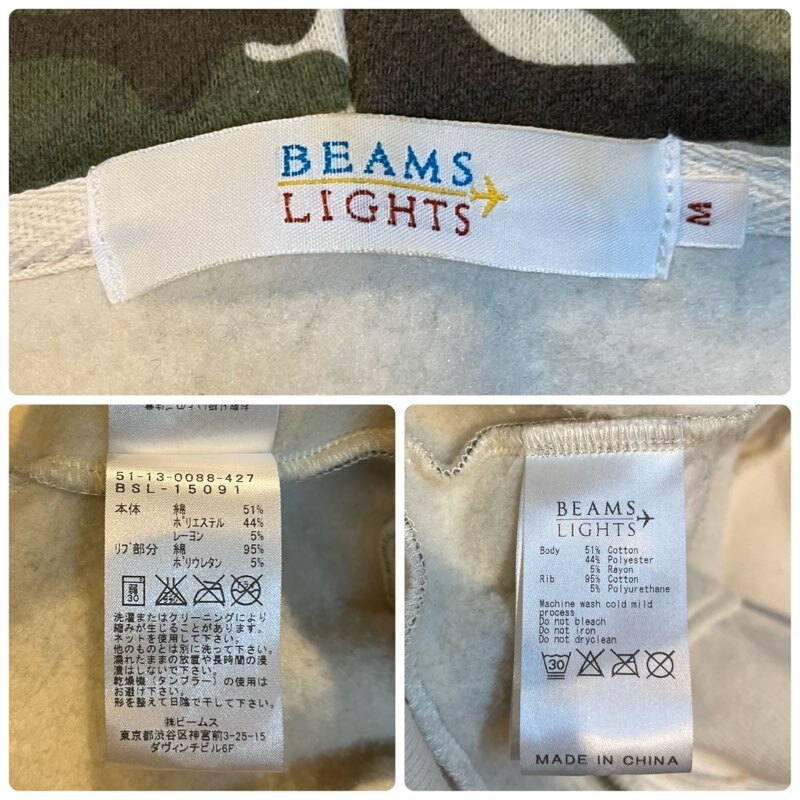 BEAMS
LIGHTS
M
51-13-0088-427
BSL-15091
本体 綿 51%
ポリエステル 44%
レーヨン 5%
リブ部分 綿 95%
ポリウレタン 5%
弱
30
洗濯またはクリーニングにより
縮みが生じることがあります。
ネットを使用して下さい。
他のものとは別に洗って下さい。
濡れたままの放置や長時間の浸
漬はしないで下さい。
乾燥機(タンブラー)の使用は
お避け下さい。
形を整えて日陰で干して下さい。
㈱ビームス
東京都渋谷区神宮前3-25-15
ダヴィンチビル6F
BEAMS
LIGHTS
Body 51% Cotton
44% Polyester
5% Rayon
Rib 95% Cotton
5% Polyurethane
Machine wash cold mild
process
Do not bleach
Do not iron
Do not dryclean
30
MADE IN CHINA